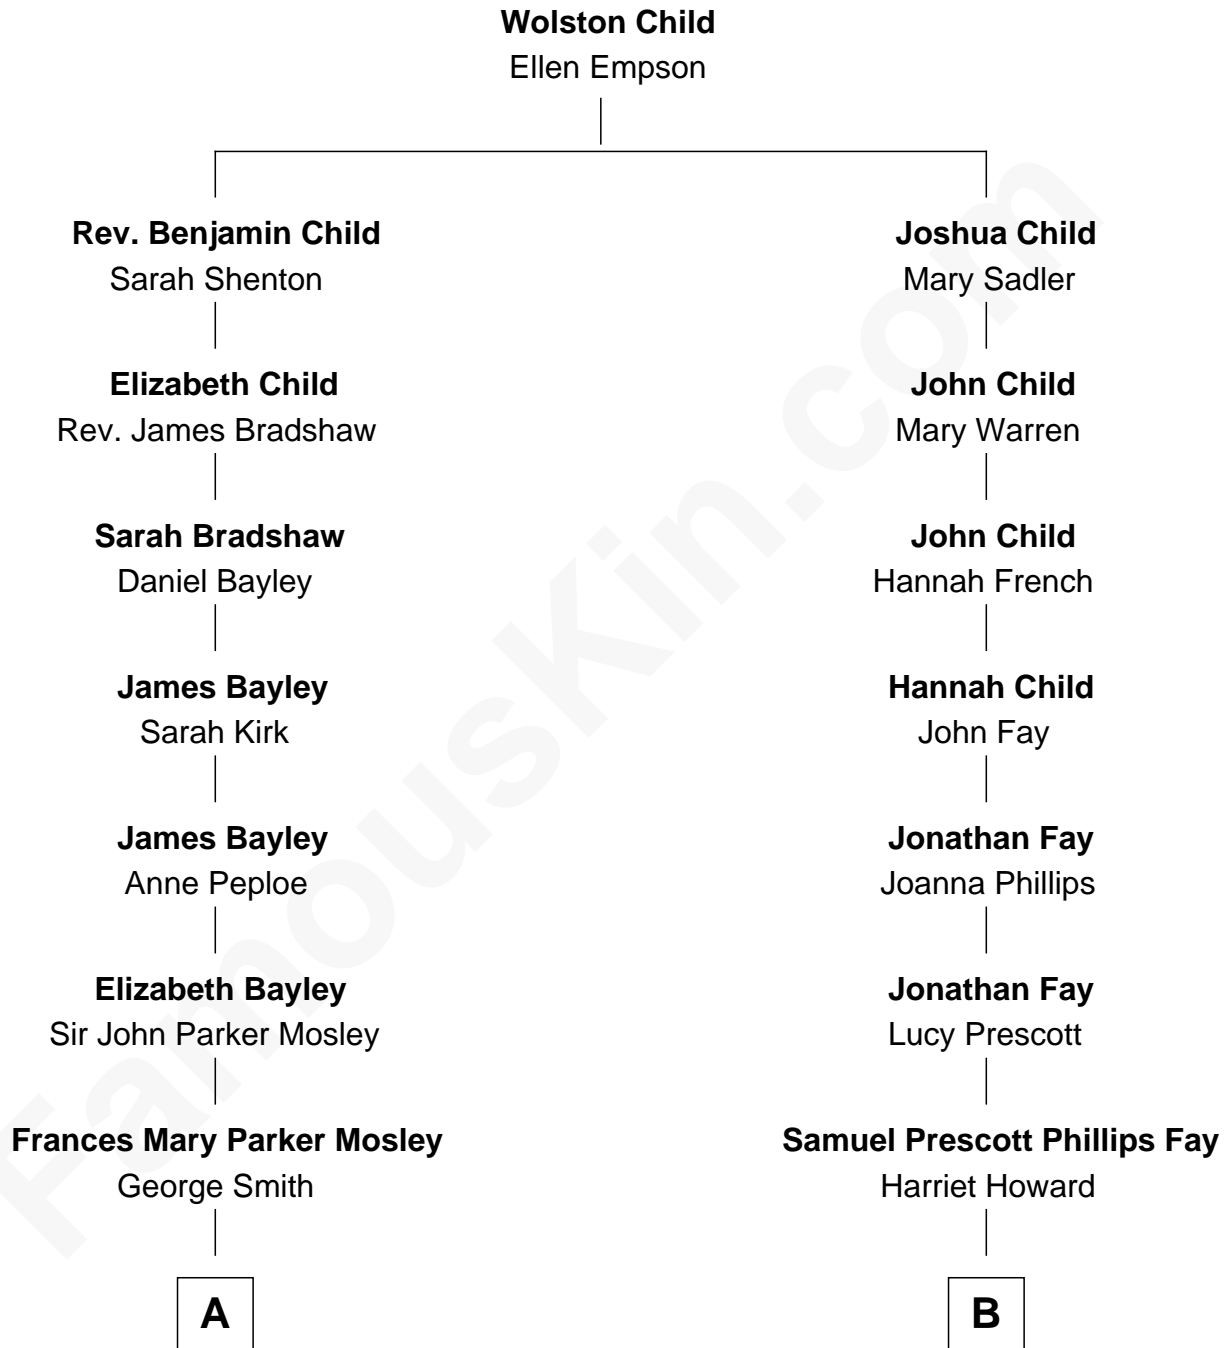 Wolston Child
Ellen Empson
Rev. Benjamin Child
Sarah Shenton
Joshua Child
Mary Sadler
Elizabeth Child
Rev. James Bradshaw
John Child
Mary Warren
Sarah Bradshaw
Daniel Bayley
John Child
Hannah French
James Bayley
Sarah Kirk
Hannah Child
John Fay
James Bayley
Anne Peploe
Jonathan Fay
Joanna Phillips
Elizabeth Bayley
Sir John Parker Mosley
Jonathan Fay
Lucy Prescott
Frances Mary Parker Mosley
George Smith
Samuel Prescott Phillips Fay
Harriet Howard
A
B
FamousKin.com